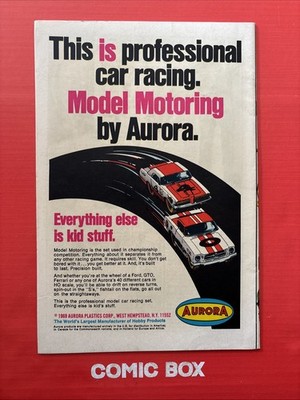 This is professional
car racing.
Model Motoring
by Aurora.
Everything else
is kid stuff.
Model Motoring is the set used in championship
competition. Everything about it separates it from
any other racing game. It requires skill. You don't get
bored with it...you get better at it. And, it's built
to last. Precision built.
And whether you're at the wheel of a Ford, GTO,
Ferrari or any one of Aurora's 40 different cars in
HO scale, you'll be able to drift on reverse turns,
spin-out in the "S's," fishtail on the flats, go all out
on the straightaways.
This is the professional model car racing set.
Everything else is kid stuff.
© 1969 AURORA PLASTICS CORP., WEST HEMPSTEAD, N.Y. 11552
The World's Largest Manufacturer of Hobby Products
AURORA
COMIC BOX